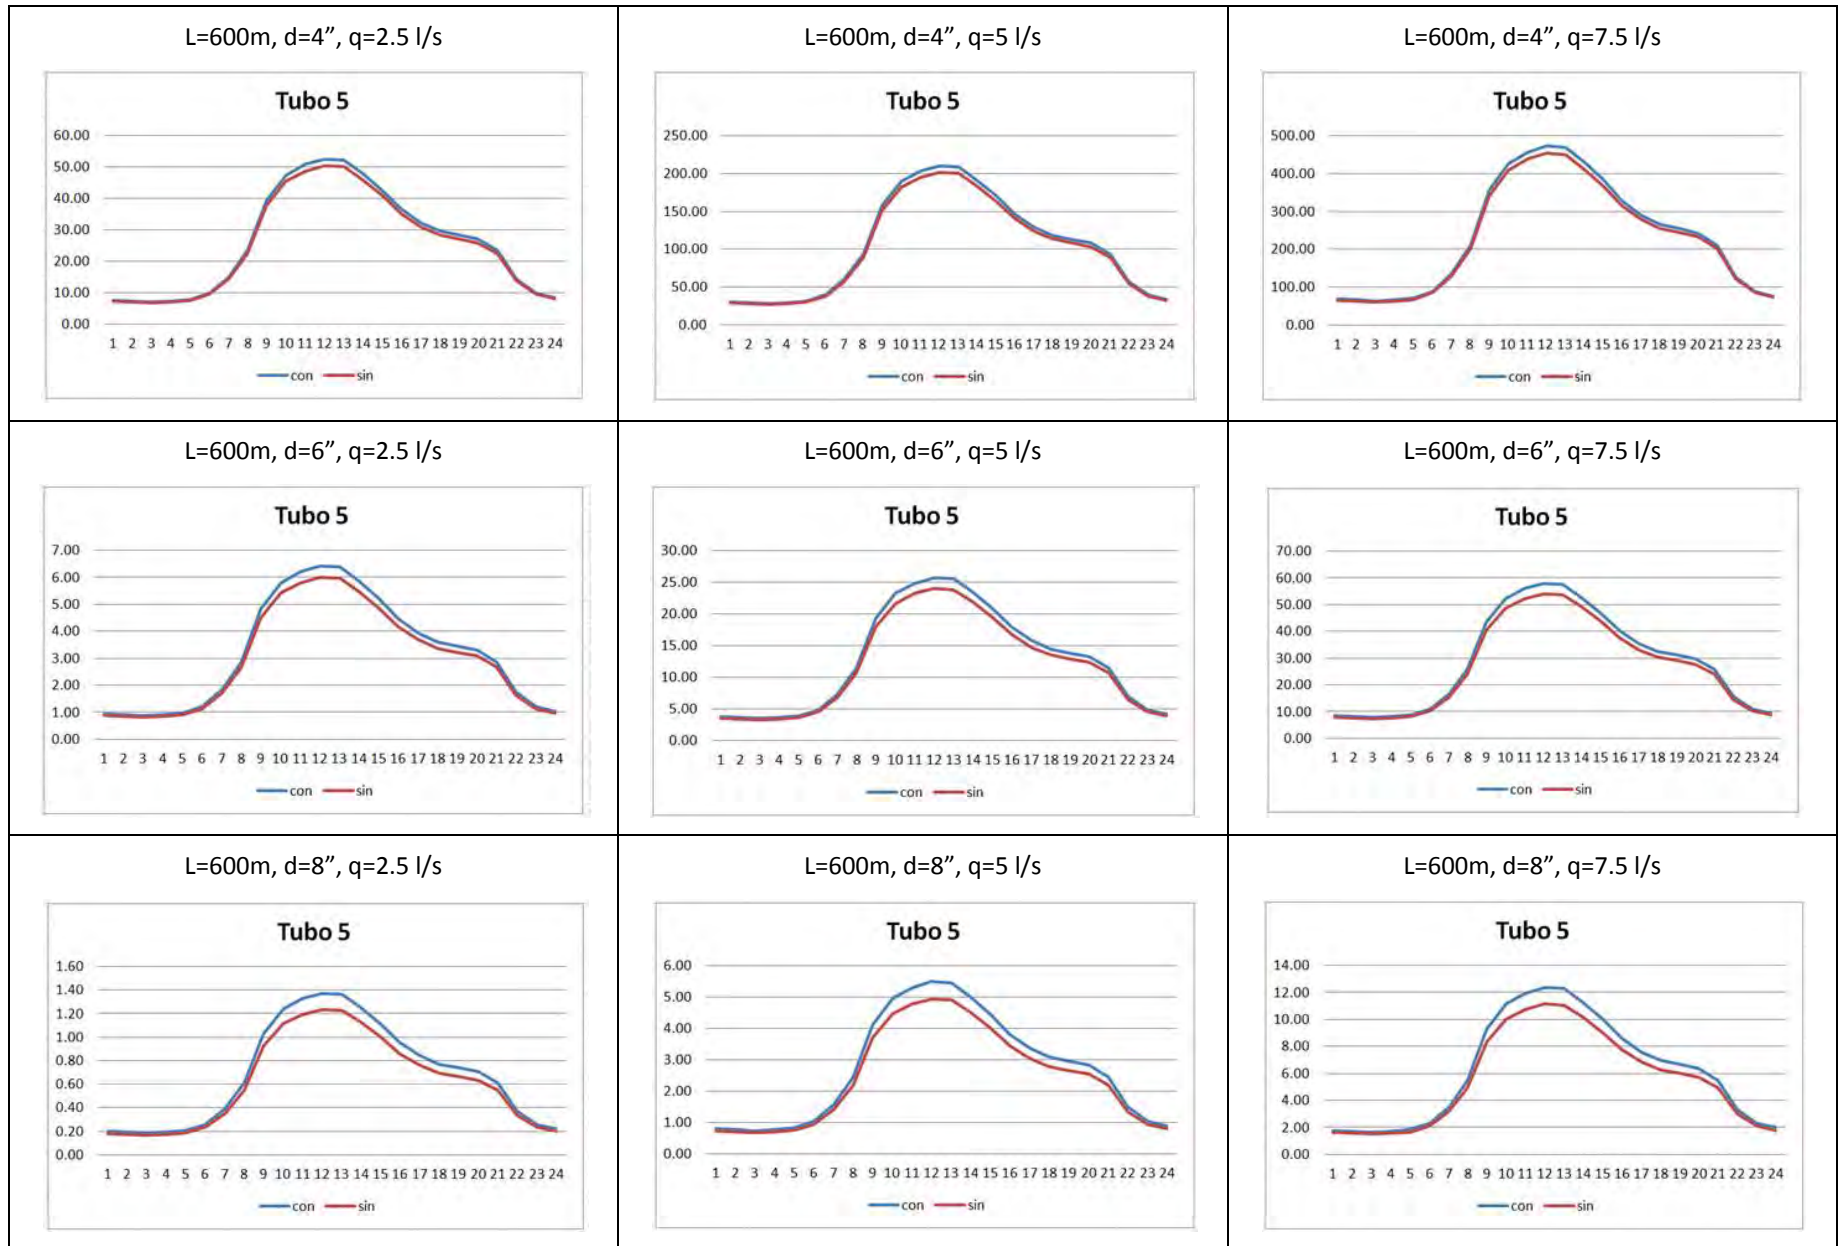 L=600m, d=4”, q=2.5 l/s
Tubo 5
60.00
50.00
40.00
30.00
20.00
10.00
0.00
1 2 3 4 5 6 7 8 9 10 11 12 13 14 15 16 17 18 19 20 21 22 23 24
con sin
L=600m, d=4”, q=5 l/s
Tubo 5
250.00
200.00
150.00
100.00
50.00
0.00
1 2 3 4 5 6 7 8 9 10 11 12 13 14 15 16 17 18 19 20 21 22 23 24
con sin
L=600m, d=4”, q=7.5 l/s
Tubo 5
500.00
400.00
300.00
200.00
100.00
0.00
1 2 3 4 5 6 7 8 9 10 11 12 13 14 15 16 17 18 19 20 21 22 23 24
con sin
L=600m, d=6”, q=2.5 l/s
Tubo 5
7.00
6.00
5.00
4.00
3.00
2.00
1.00
0.00
1 2 3 4 5 6 7 8 9 10 11 12 13 14 15 16 17 18 19 20 21 22 23 24
con sin
L=600m, d=6”, q=5 l/s
Tubo 5
30.00
25.00
20.00
15.00
10.00
5.00
0.00
1 2 3 4 5 6 7 8 9 10 11 12 13 14 15 16 17 18 19 20 21 22 23 24
con sin
L=600m, d=6”, q=7.5 l/s
Tubo 5
70.00
60.00
50.00
40.00
30.00
20.00
10.00
0.00
1 2 3 4 5 6 7 8 9 10 11 12 13 14 15 16 17 18 19 20 21 22 23 24
con sin
L=600m, d=8”, q=2.5 l/s
Tubo 5
1.60
1.40
1.20
1.00
0.80
0.60
0.40
0.20
0.00
1 2 3 4 5 6 7 8 9 10 11 12 13 14 15 16 17 18 19 20 21 22 23 24
con sin
L=600m, d=8”, q=5 l/s
Tubo 5
6.00
5.00
4.00
3.00
2.00
1.00
0.00
1 2 3 4 5 6 7 8 9 10 11 12 13 14 15 16 17 18 19 20 21 22 23 24
con sin
L=600m, d=8”, q=7.5 l/s
Tubo 5
14.00
12.00
10.00
8.00
6.00
4.00
2.00
0.00
1 2 3 4 5 6 7 8 9 10 11 12 13 14 15 16 17 18 19 20 21 22 23 24
con sin